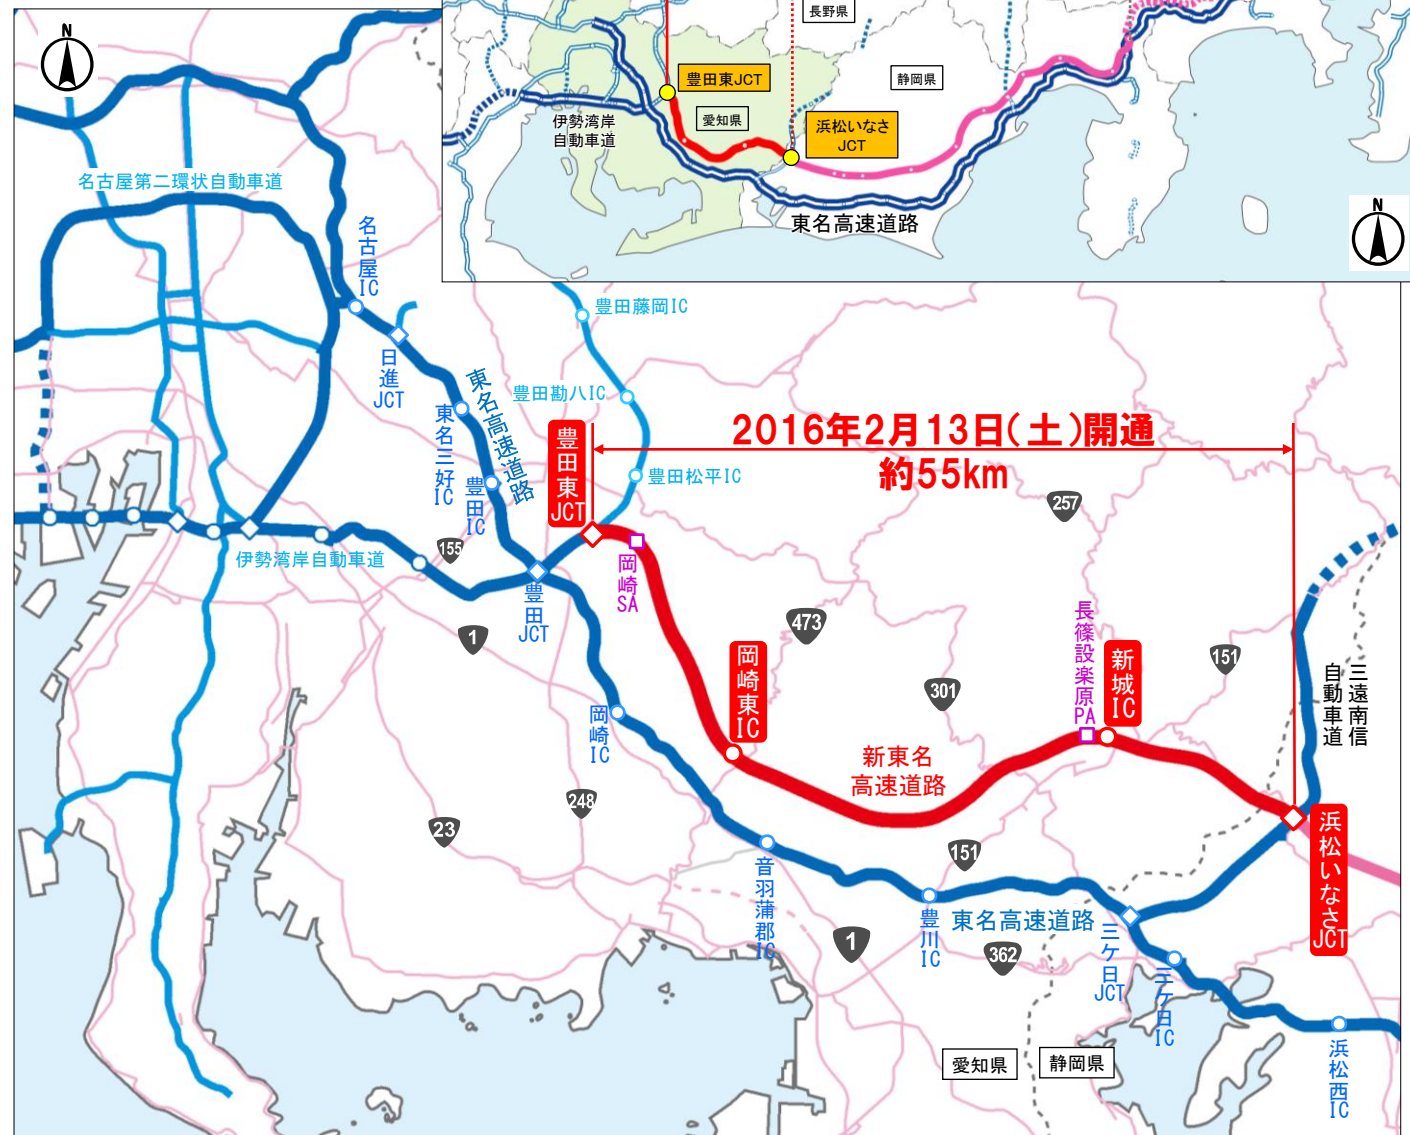 長野県
静岡県
豊田東JCT
愛知県
伊勢湾岸
自動車道
浜松いなさ
JCT
東名高速道路
N
N
名古屋第二環状自動車道
名古屋IC
日進JCT
東名高速道路
東名三好IC
豊田IC
豊田藤岡IC
豊田勘八IC
豊田松平IC
豊田東JCT
2016年2月13日(土)開通
約55km
257
155
伊勢湾岸自動車道
豊田JCT
岡崎SA
1
473
301
151
長篠設楽原PA
新城IC
岡崎東IC
岡崎IC
三遠南信
自動車道
新東名
高速道路
248
23
151
浜松いなさJCT
音羽蒲郡IC
1
豊川IC
東名高速道路
362
三ケ日JCT
三ケ日IC
浜松西IC
愛知県
静岡県